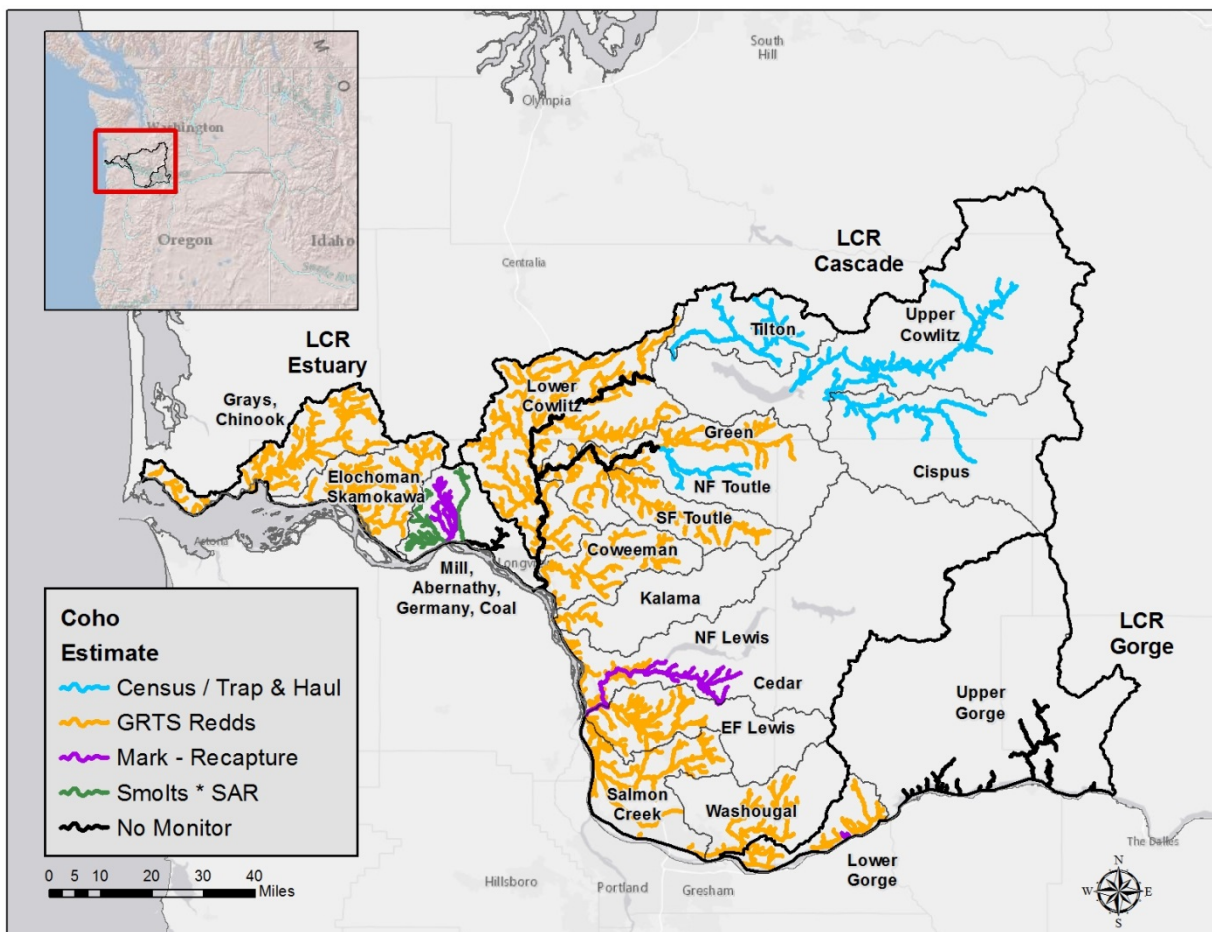 South
Hill
Olympia
Washington
Oregon
Idaho
Centralia
LCR
Cascade
Upper
Cowlitz
Tilton
LCR
Estuary
Grays,
Chinook
Lower
Cowlitz
Green
Cispus
Elochoman,
Skamokawa
NF Toutle
SF Toutle
Astoria
Coweeman
Mill,
Abernathy,
Germany, Coal
Longview
Kalama
NF Lewis
LCR
Gorge
Cedar
Upper
Gorge
EF Lewis
Salmon
Creek
Washougal
Lower
Gorge
The Dalles
Hillsboro
Portland
Gresham
Coho
Estimate
Census / Trap & Haul
GRTS Redds
Mark - Recapture
Smolts * SAR
No Monitor
0 5 10 20 30 40
Miles
N
W E
S